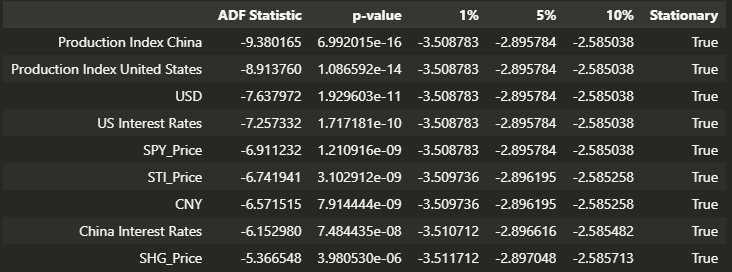 ADF Statistic p-value 1% 5% 10% Stationary
Production Index China -9.380165 6.992015e-16 -3.508783 -2.895784 -2.585038 True
Production Index United States -8.913760 1.086592e-14 -3.508783 -2.895784 -2.585038 True
USD -7.637972 1.929603e-11 -3.508783 -2.895784 -2.585038 True
US Interest Rates -7.257332 1.717181e-10 -3.508783 -2.895784 -2.585038 True
SPY_Price -6.911232 1.210916e-09 -3.508783 -2.895784 -2.585038 True
STI_Price -6.741941 3.102912e-09 -3.509736 -2.896195 -2.585258 True
CNY -6.571515 7.914444e-09 -3.509736 -2.896195 -2.585258 True
China Interest Rates -6.152980 7.484435e-08 -3.510712 -2.896616 -2.585482 True
SHG_Price -5.366548 3.980530e-06 -3.511712 -2.897048 -2.585713 True